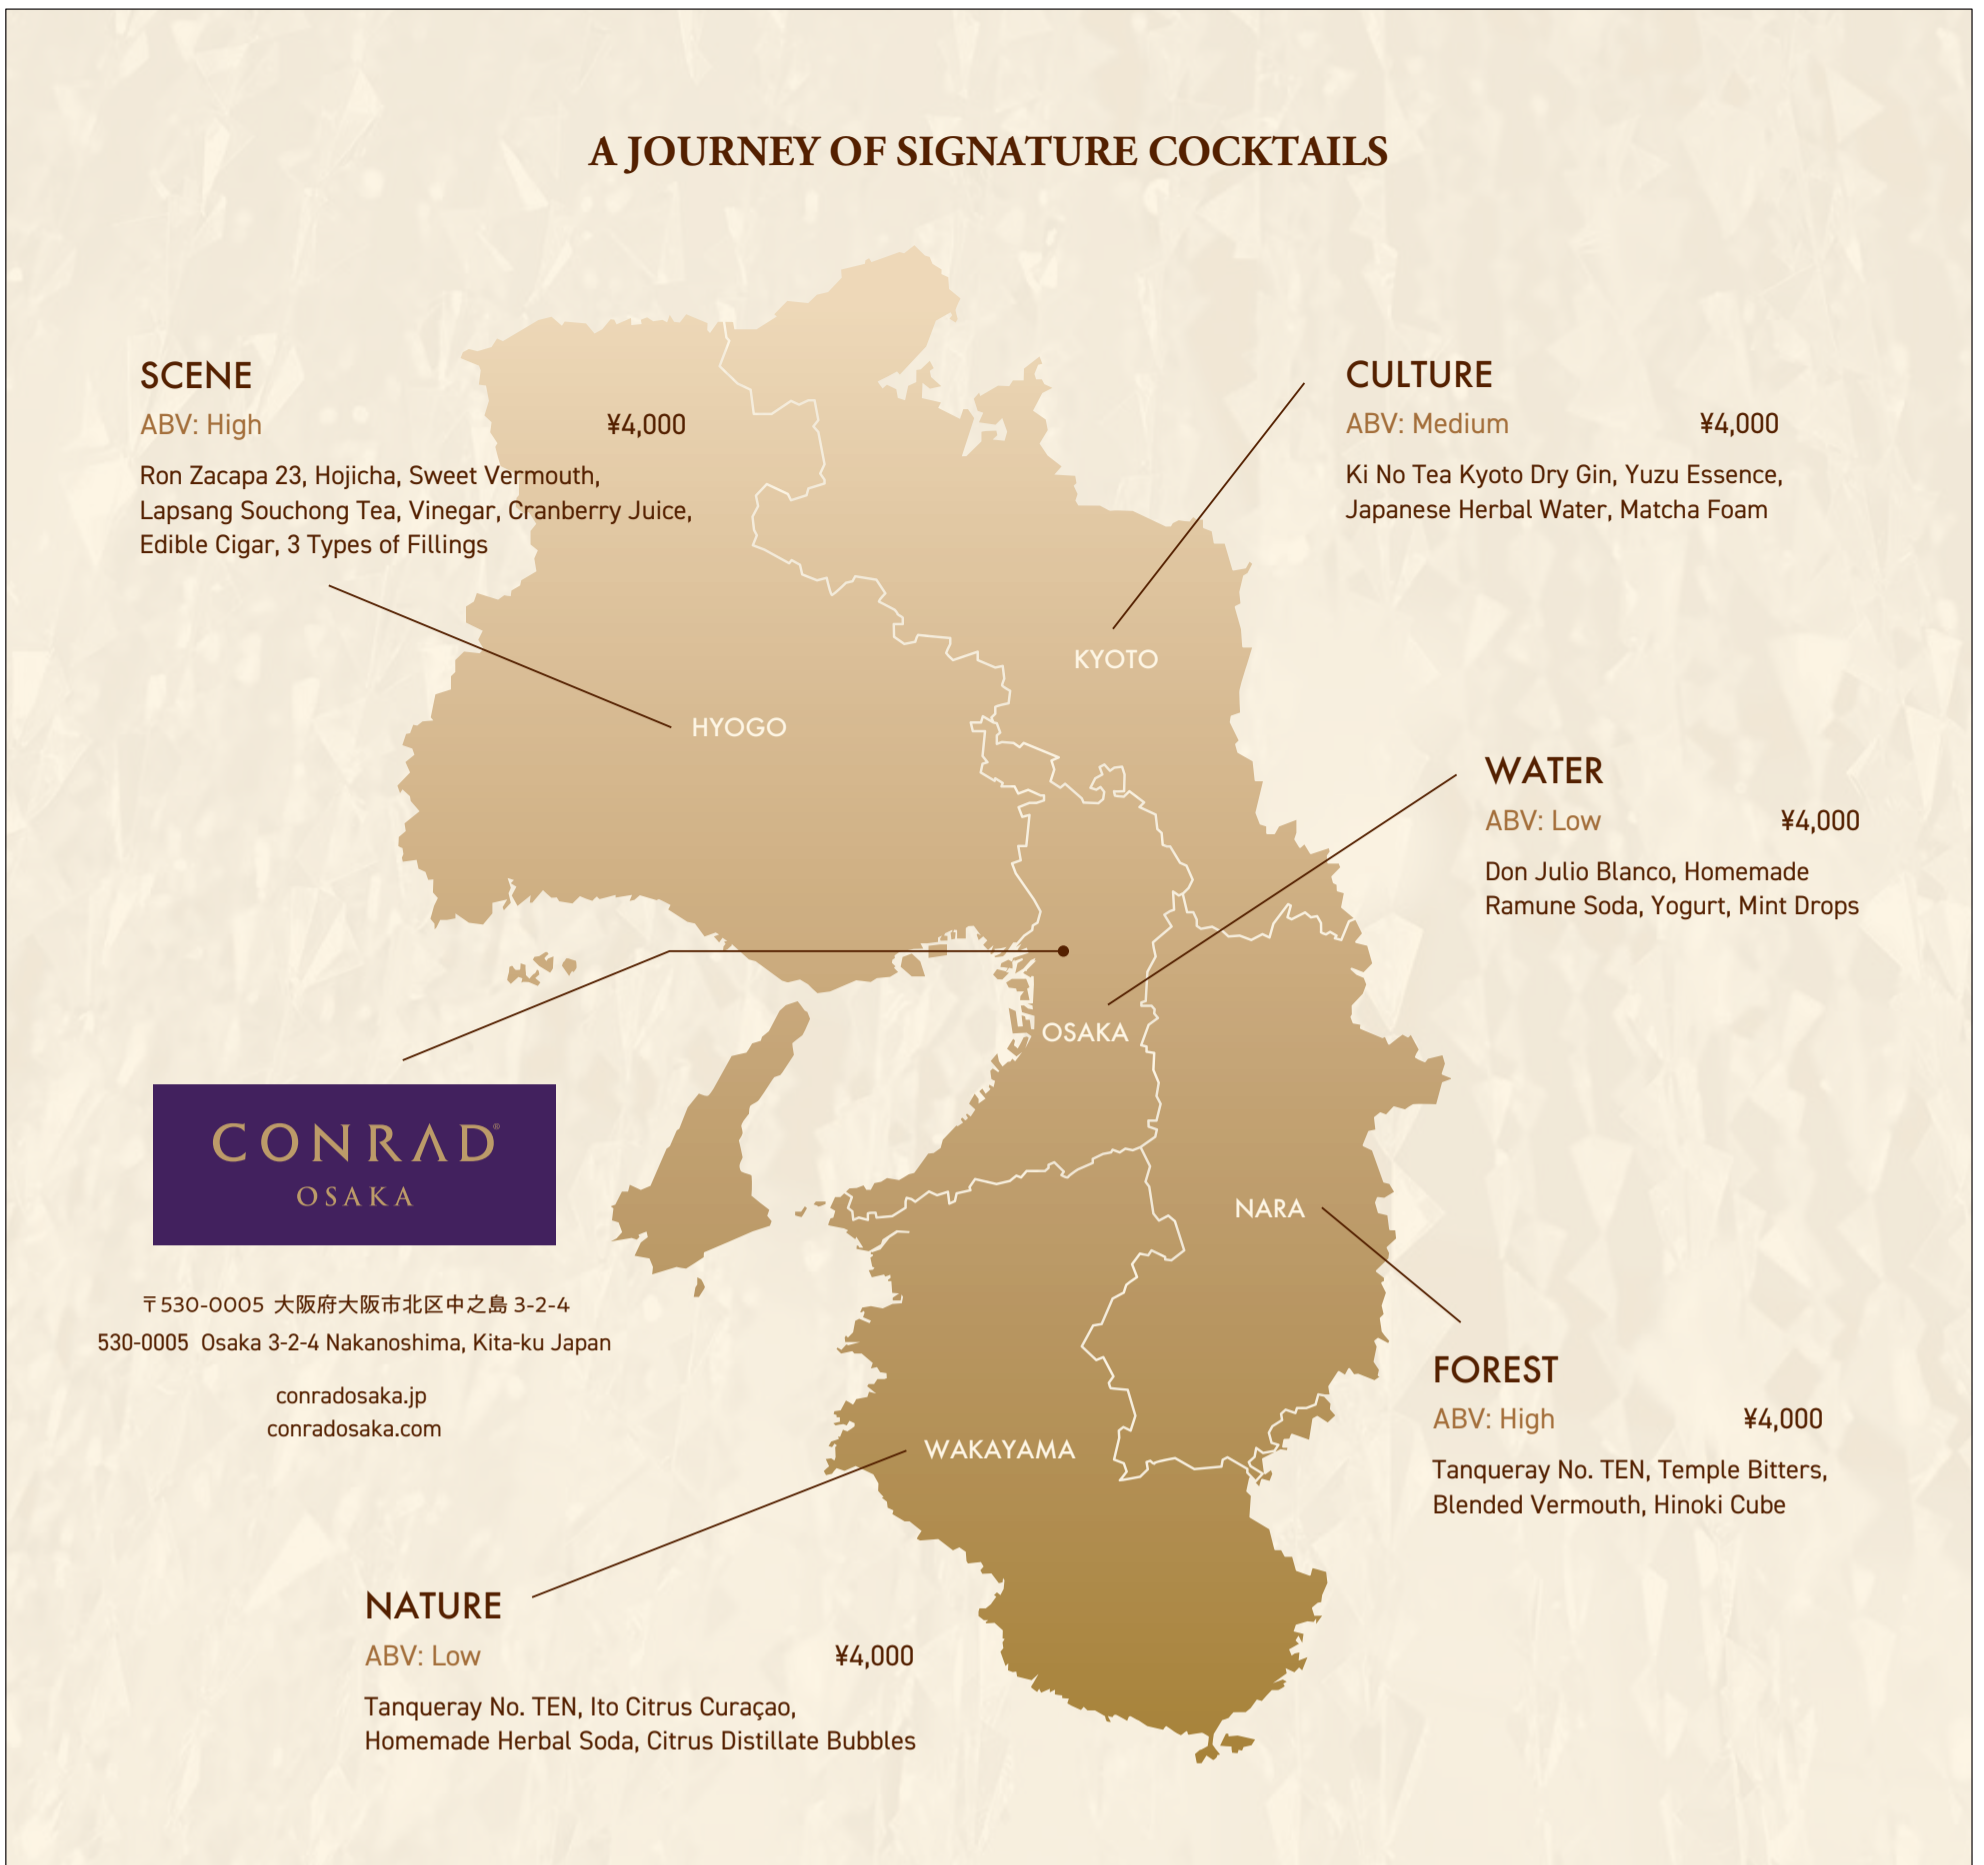 A JOURNEY OF SIGNATURE COCKTAILS
SCENE
ABV: High ¥4,000
Ron Zacapa 23, Hojicha, Sweet Vermouth,
Lapsang Souchong Tea, Vinegar, Cranberry Juice,
Edible Cigar, 3 Types of Fillings
CULTURE
ABV: Medium ¥4,000
Ki No Tea Kyoto Dry Gin, Yuzu Essence,
Japanese Herbal Water, Matcha Foam
KYOTO
HYOGO
WATER
ABV: Low ¥4,000
Don Julio Blanco, Homemade
Ramune Soda, Yogurt, Mint Drops
OSAKA
CONRAD®
OSAKA
〒530-0005 大阪府大阪市北区中之島 3-2-4
530-0005 Osaka 3-2-4 Nakanoshima, Kita-ku Japan
conradosaka.jp
conradosaka.com
NARA
FOREST
ABV: High ¥4,000
Tanqueray No. TEN, Temple Bitters,
Blended Vermouth, Hinoki Cube
WAKAYAMA
NATURE
ABV: Low ¥4,000
Tanqueray No. TEN, Ito Citrus Curaçao,
Homemade Herbal Soda, Citrus Distillate Bubbles